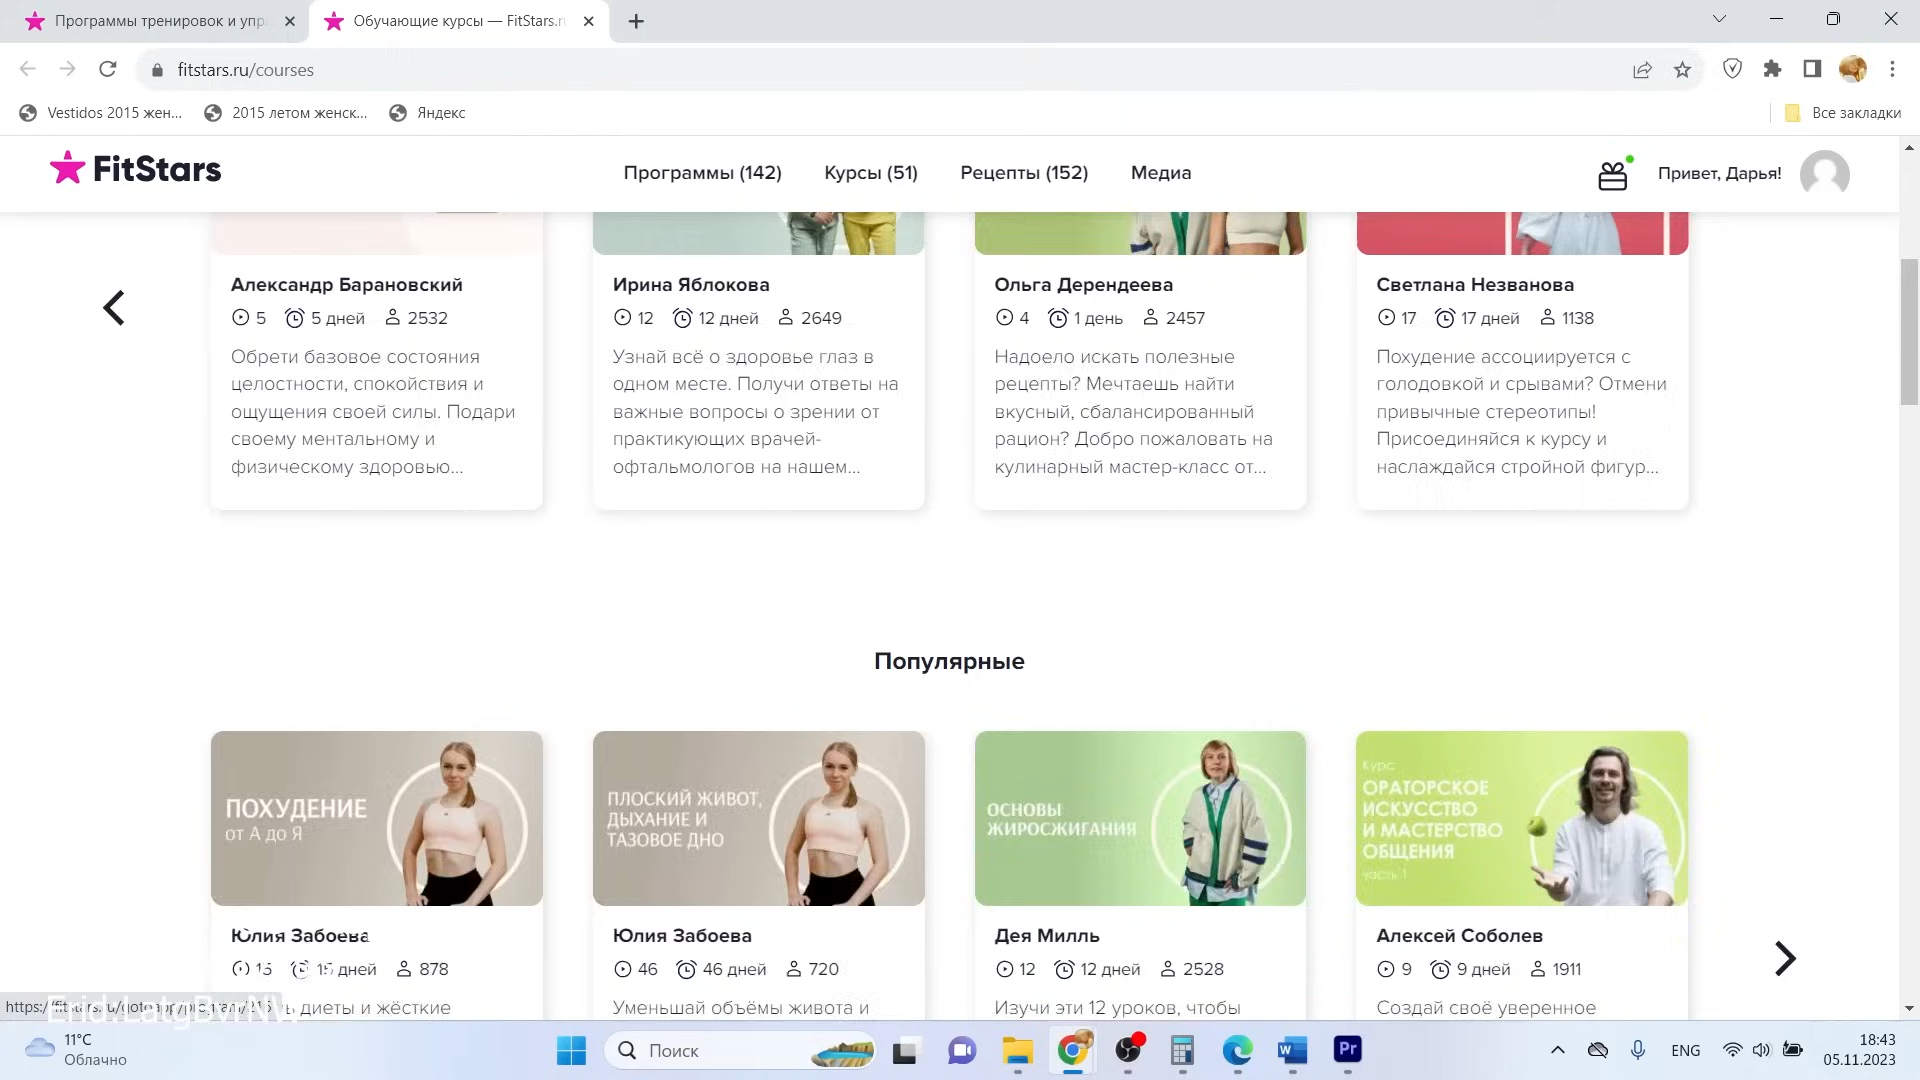 Программы тренировок и упр
Обучающие курсы — FitStars.ru
fitstars.ru/courses
Vestidos 2015 жен...
2015 летом женск...
Яндекс
Все закладки
FitStars
Программы (142)
Курсы (51)
Рецепты (152)
Медиа
Привет, Дарья!
Александр Барановский
5 5 дней 2532
Обрети базовое состояния
целостности, спокойствия и
ощущения своей силы. Подари
своему ментальному и
физическому здоровью...
Ирина Яблокова
12 12 дней 2649
Узнай всё о здоровье глаз в
одном месте. Получи ответы на
важные вопросы о зрении от
практикующих врачей-
офтальмологов на нашем...
Ольга Дерендеева
4 1 день 2457
Надоело искать полезные
рецепты? Мечтаешь найти
вкусный, сбалансированный
рацион? Добро пожаловать на
кулинарный мастер-класс от...
Светлана Незванова
17 17 дней 1138
Похудение ассоциируется с
голодовкой и срывами? Отмени
привычные стереотипы!
Присоединяйся к курсу и
наслаждайся стройной фигур...
Популярные
ПОХУДЕНИЕ
от А до Я
Юлия Забоева
дней 878
диеты и жёсткие
ПЛОСКИЙ ЖИВОТ,
ДЫХАНИЕ И
ТАЗОВОЕ ДНО
Юлия Забоева
46 46 дней 720
Уменьшай объёмы живота и
ОСНОВЫ
ЖИРОСЖИГАНИЯ
Дея Милль
12 12 дней 2528
Изучи эти 12 уроков, чтобы
Курс
ОРАТОРСКОЕ
ИСКУССТВО
И МАСТЕРСТВО
ОБЩЕНИЯ
часть 1
Алексей Соболев
9 9 дней 1911
Создай своё уверенное
11°C
Облачно
Поиск
Pr
ENG
18:43
05.11.2023